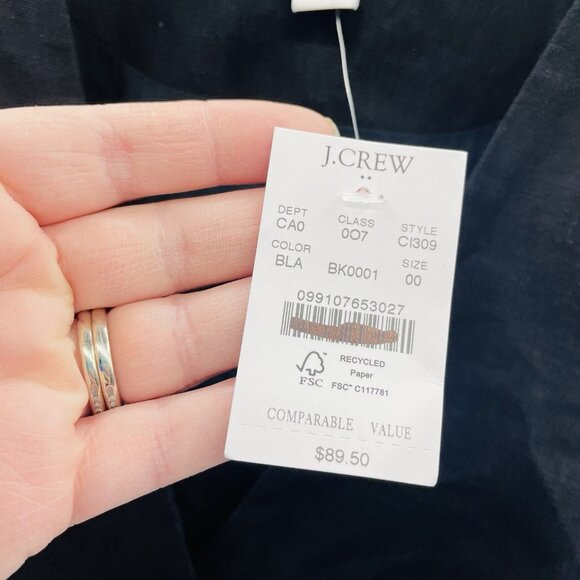 J.CREW
DEPT CLASS STYLE
CA0 007 CI309
COLOR SIZE
BLA BK0001 00
099107653027
RECYCLED
Paper
FSC FSC™ C117781
COMPARABLE VALUE
$89.50